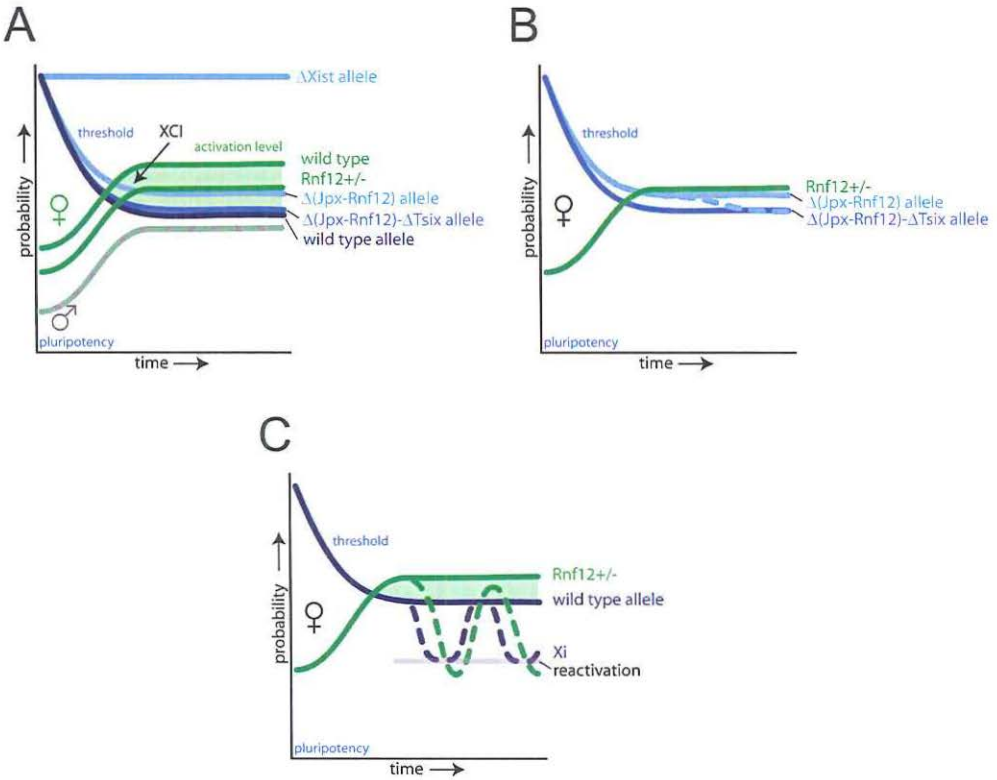 A
ΔXist allele
threshold
XCI
activation level
wild type
Rnf12+/-
Δ(Jpx-Rnf12) allele
Δ(Jpx-Rnf12)-ΔTsix allele
wild type allele
♀
♂
probability
pluripotency
time
B
threshold
♀
Rnf12+/-
Δ(Jpx-Rnf12) allele
Δ(Jpx-Rnf12)-ΔTsix allele
probability
pluripotency
time
C
threshold
♀
Rnf12+/-
wild type allele
Xi
reactivation
probability
pluripotency
time